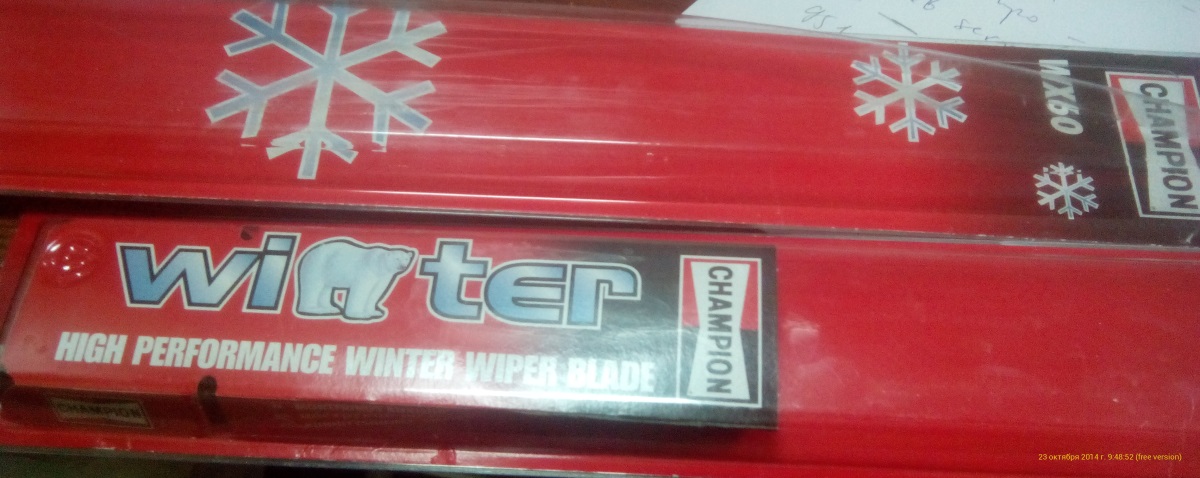 WX60
CHAMPION
winter
HIGH PERFORMANCE WINTER WIPER BLADE
CHAMPION
CHAMPION
23 октября 2014 г. 9:48:52 (free version)